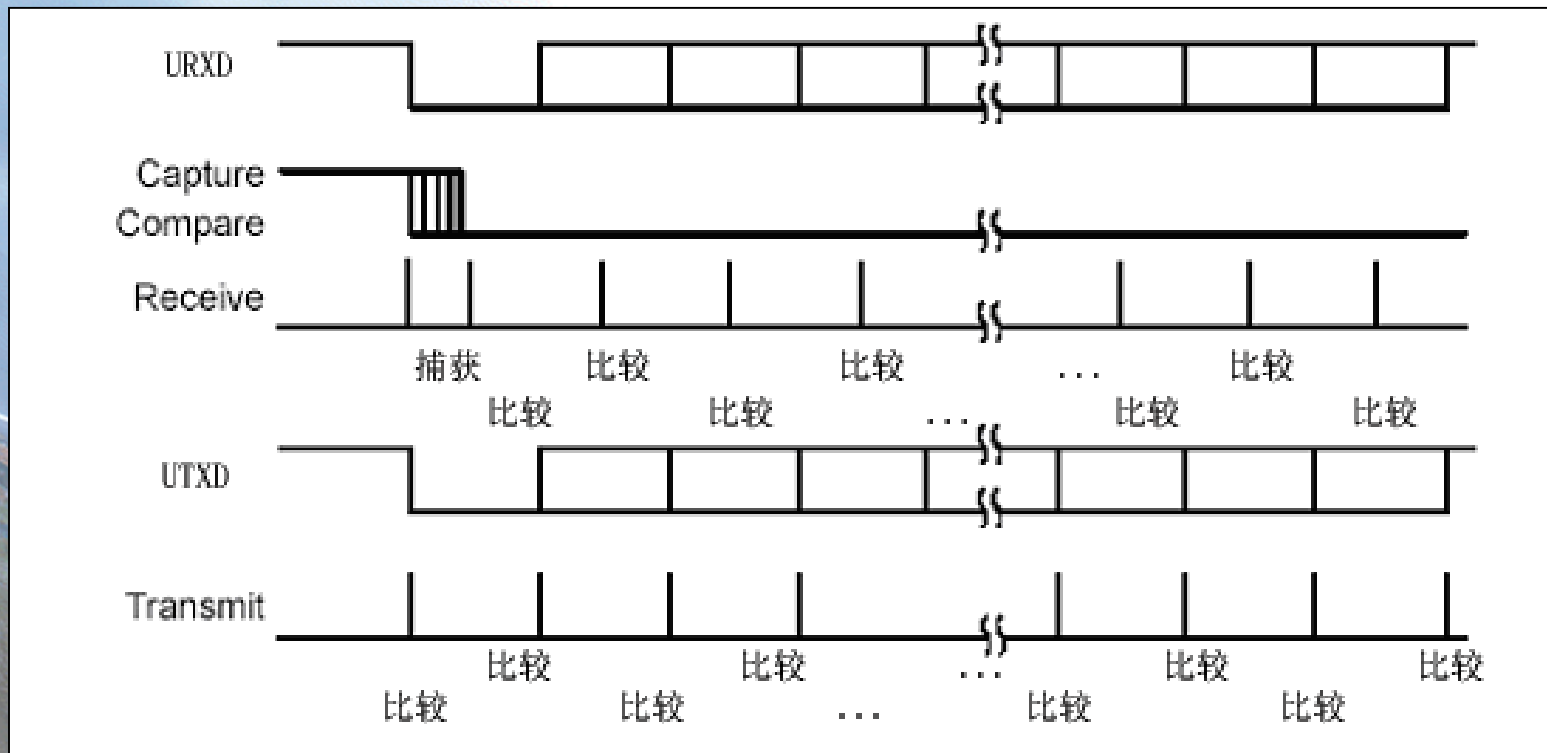 URXD
Capture
Compare
Receive
捕获 比较 比较 ... 比较
比较 比较 ... 比较 比较
UTXD
Transmit
比较 比较 ... 比较 比较
比较 比较 ... 比较 比较